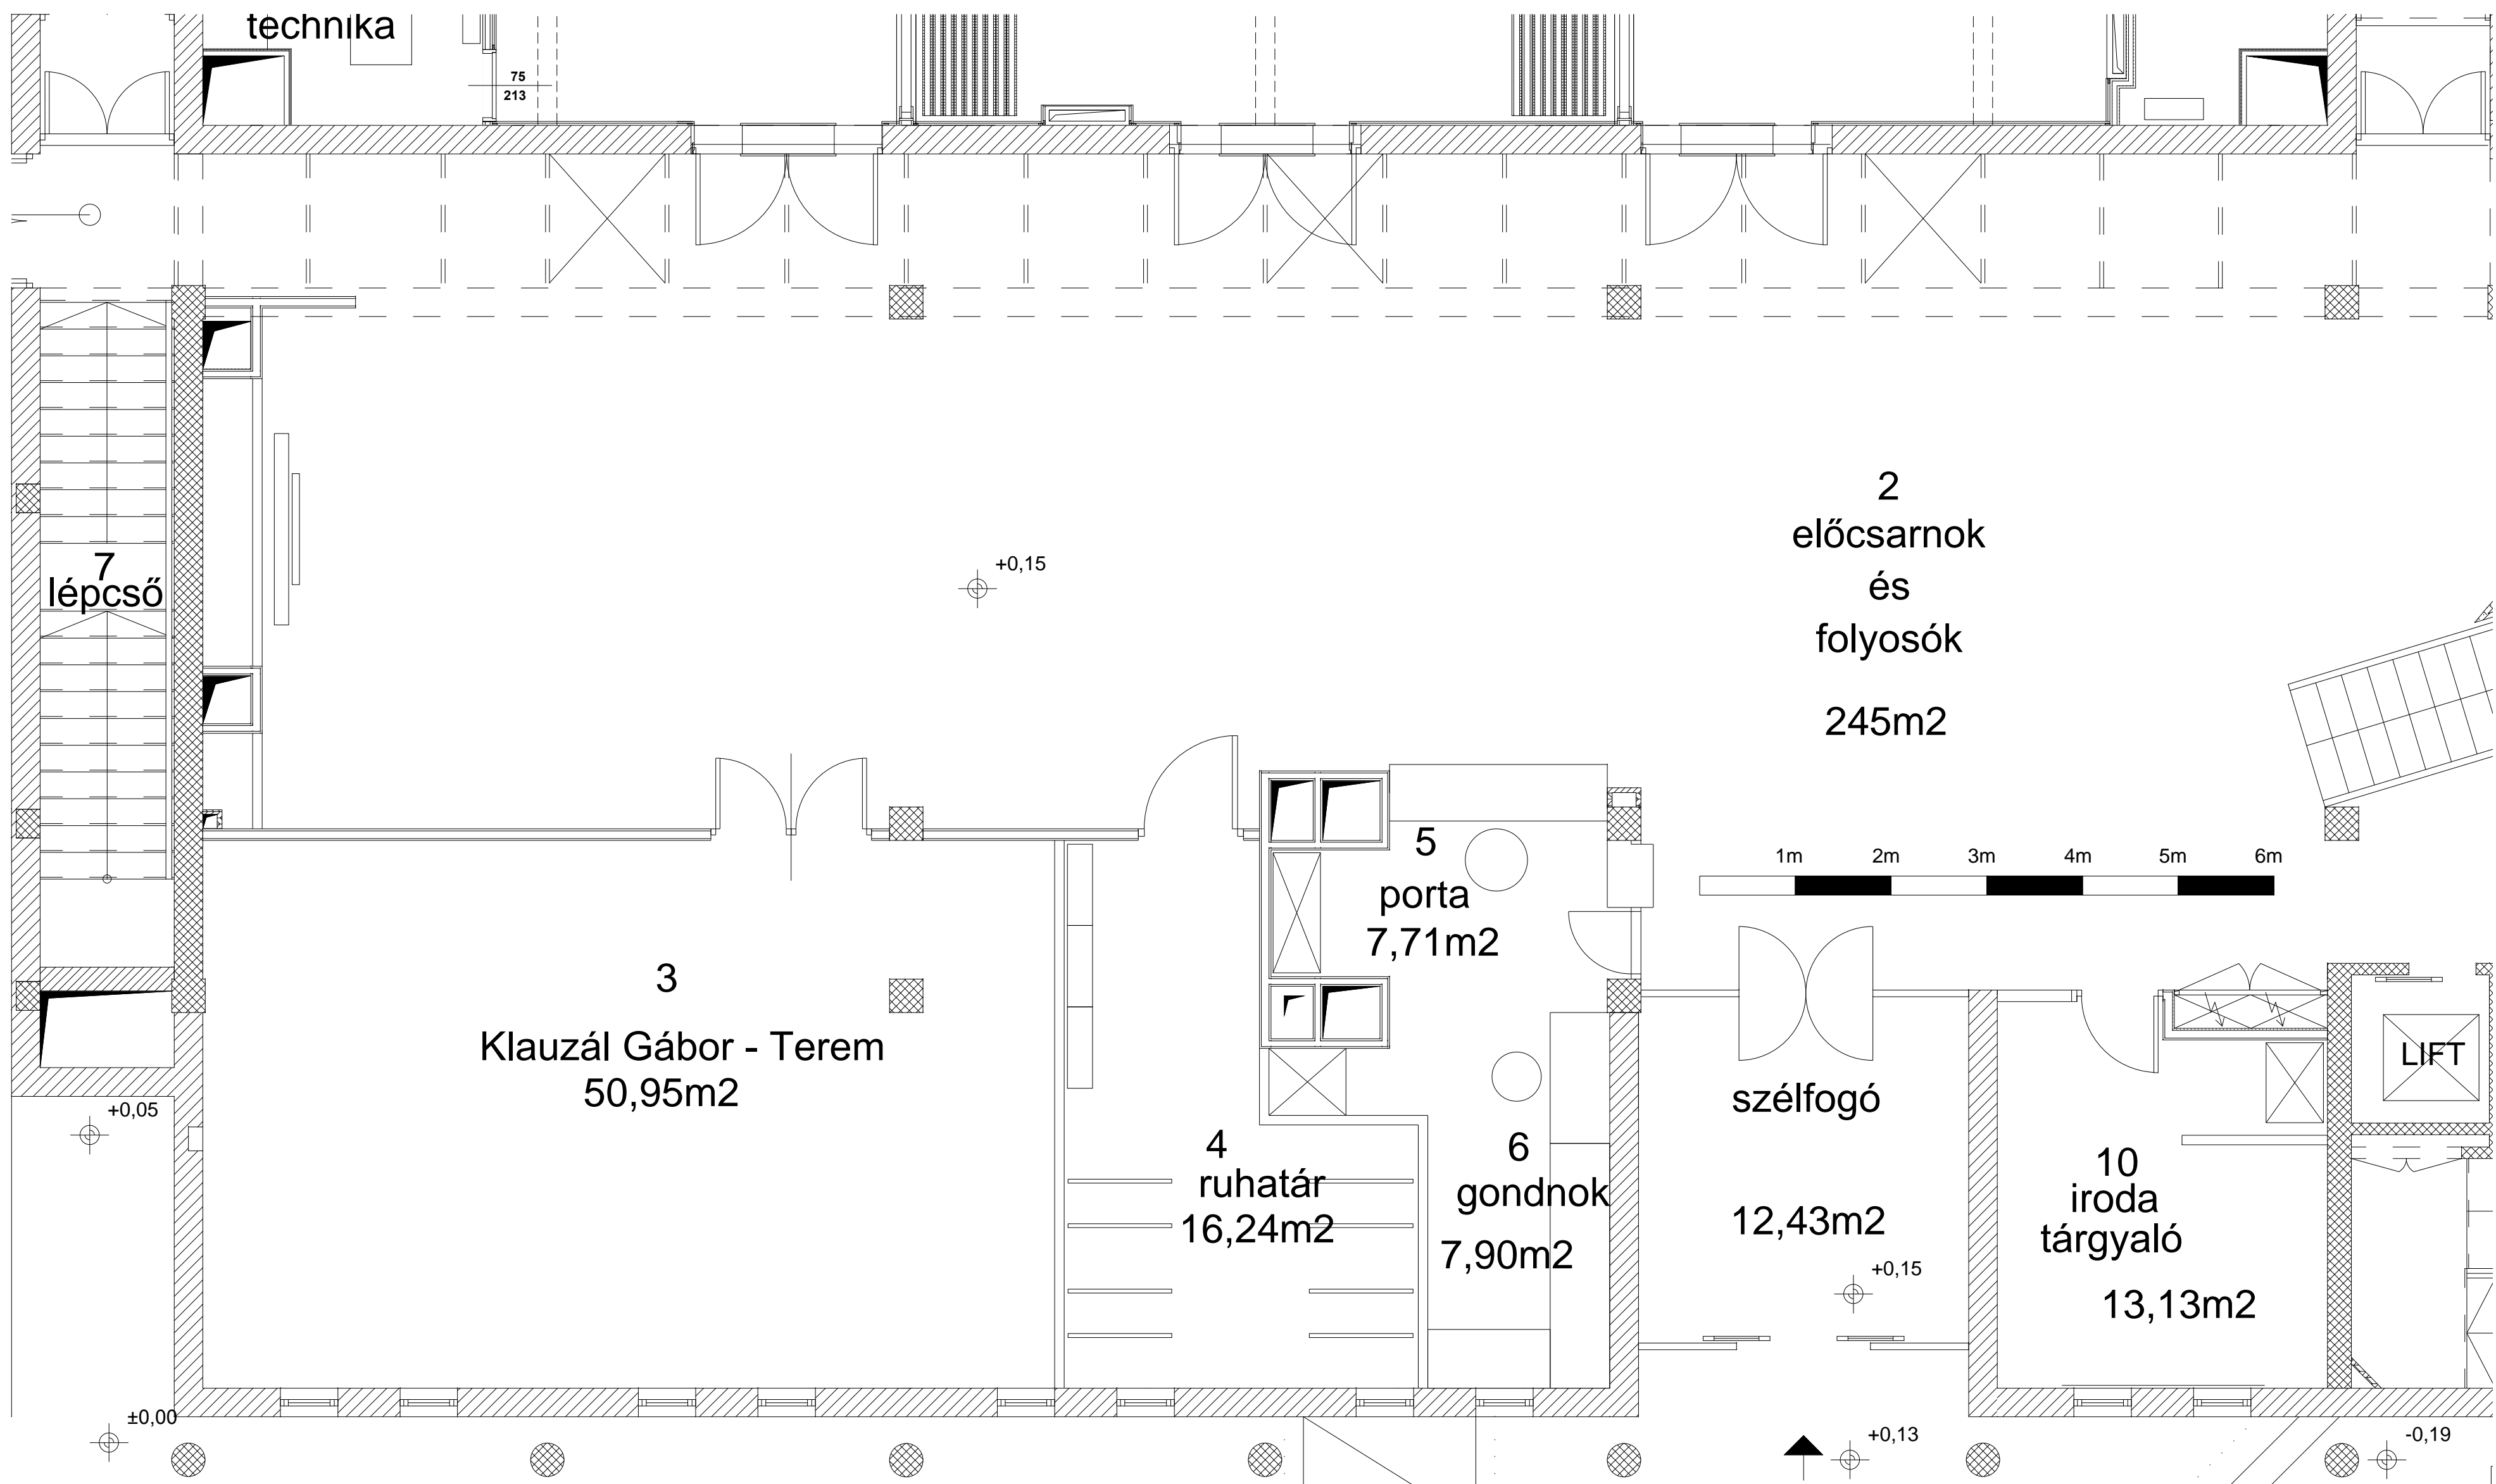 technika
75
213
2
előcsarnok
és
folyosók
245m2
+0,15
7
lépcső
1m 2m 3m 4m 5m 6m
5
porta
7,71m2
3
Klauzál Gábor - Terem
50,95m2
LIFT
szélfogó
12,43m2
+0,15
+0,05
4
ruhatár
16,24m2
6
gondnok
7,90m2
10
iroda
tárgyaló
13,13m2
±0,00
+0,13
-0,19